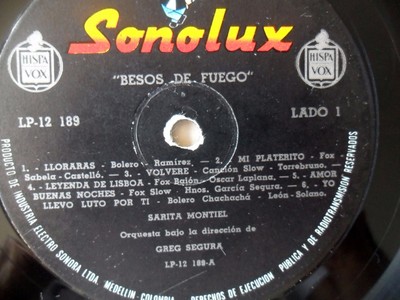 Sonolux
HISPA
VOX
HISPA
VOX
"BESOS DE FUEGO"
LP-12 189
LADO 1
1. - LLORARAS - Bolero - Ramírez. — 2. MI PLATERITO - Fox
Sabela - Castelló. - 3. - VOLVERE - Canción Slow - Torrebruno. —
4. - LEYENDA DE LISBOA - Fox Baión - Oscar Laplana. — 5. - AMOR
BUENAS NOCHES - Fox Slow - Hnos. García Segura. — 6. - YO
LLEVO LUTO POR TI - Bolero Chachachá - León - Solano.
SARITA MONTIEL
Orquesta bajo la dirección de
GREG SEGURA
LP-12 189-A
PRODUCTO DE INDUSTRIA ELECTRO SONORA LTDA. MEDELLIN - COLOMBIA - DERECHOS DE EJECUCION PUBLICA Y DE RADIOTRANSMISION RESERVADOS